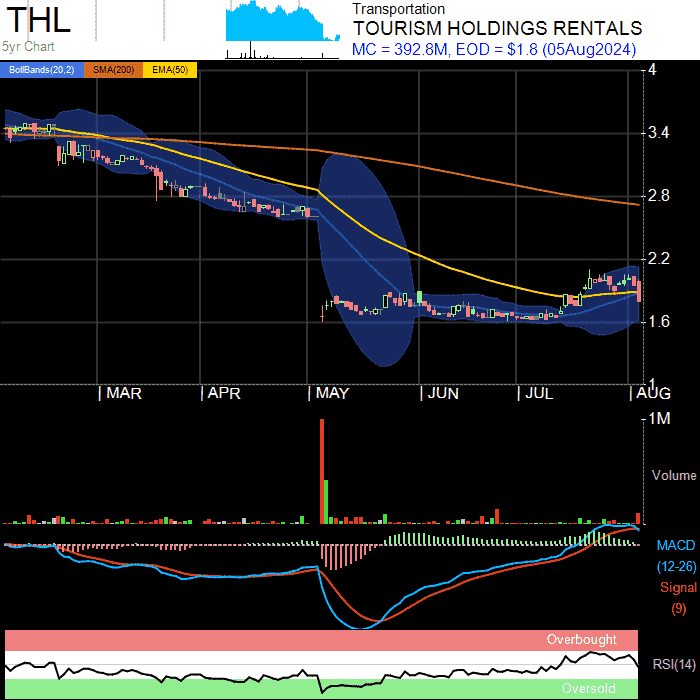 THL
5yr Chart
Transportation
TOURISM HOLDINGS RENTALS
MC = 392.8M, EOD = $1.8 (05Aug2024)
BollBands(20,2) SMA(200) EMA(50)
4
3.4
2.8
2.2
1.6
1
MAR APR MAY JUN JUL AUG
1M
Volume
MACD
(12-26)
Signal
(9)
Overbought
RSI(14)
Oversold